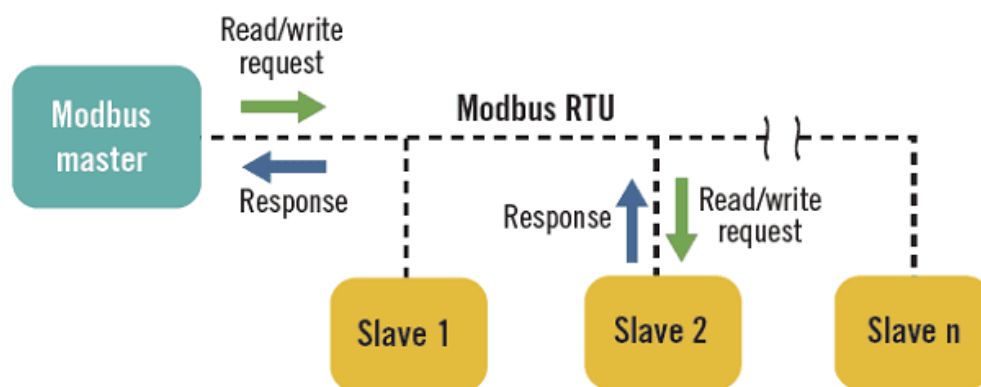 Read/write
request
Modbus
master
Modbus RTU
Response
Response
Read/write
request
Slave 1
Slave 2
Slave n